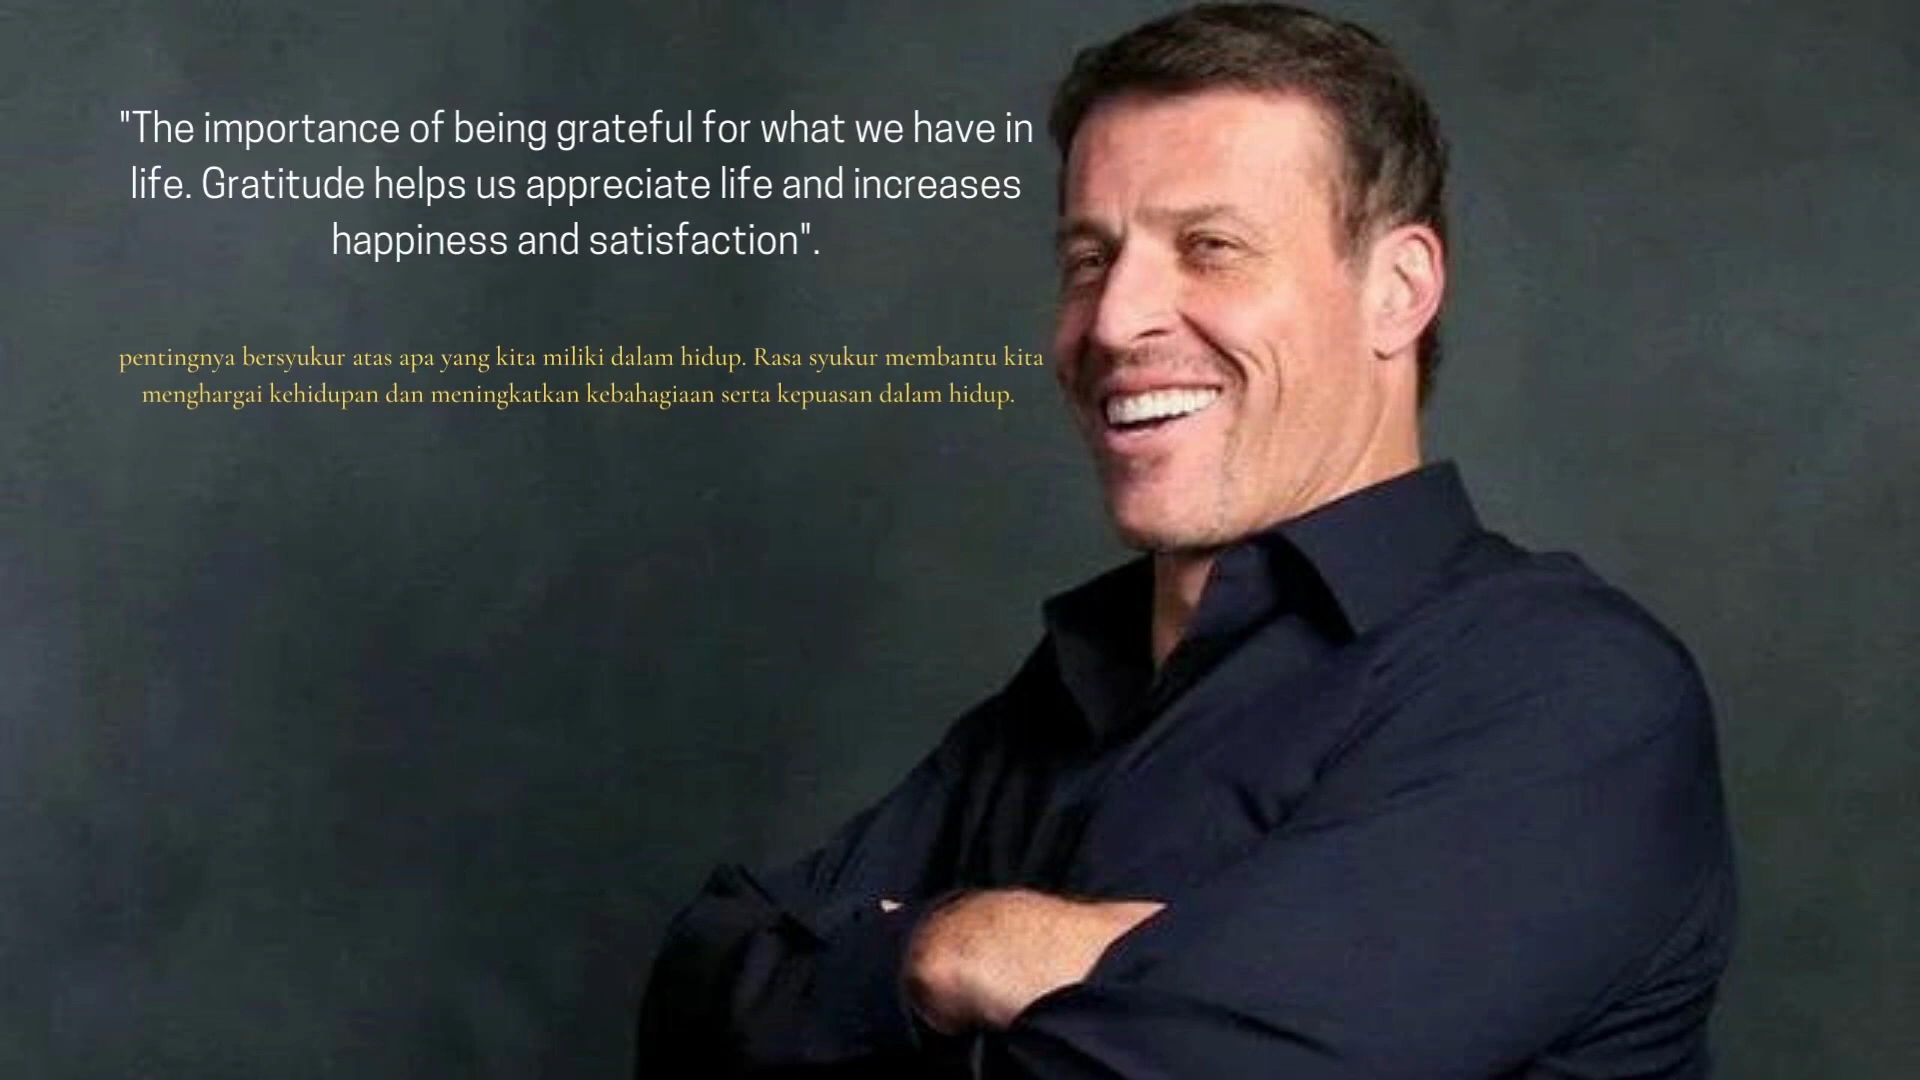 "The importance of being grateful for what we have in
life. Gratitude helps us appreciate life and increases
happiness and satisfaction".
pentingnya bersyukur atas apa yang kita miliki dalam hidup. Rasa syukur membantu kita
menghargai kehidupan dan meningkatkan kebahagiaan serta kepuasan dalam hidup.